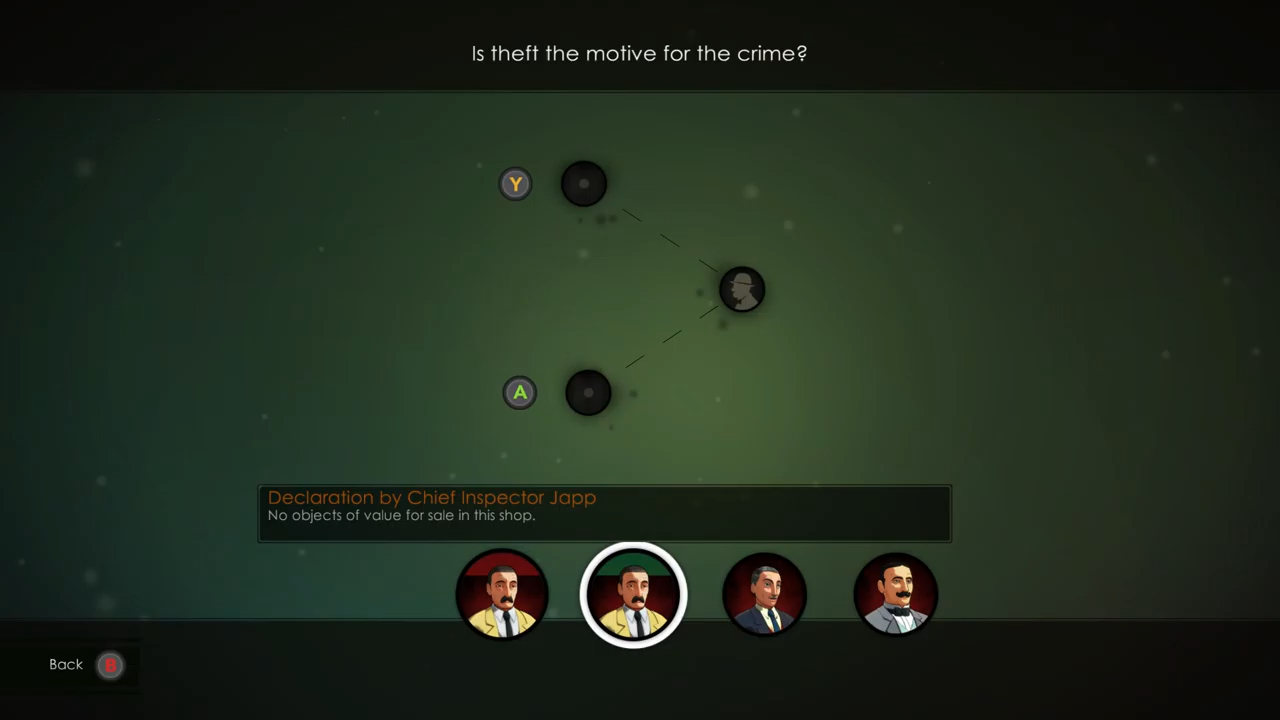 Is theft the motive for the crime?
Y
A
Declaration by Chief Inspector Japp
No objects of value for sale in this shop.
Back B